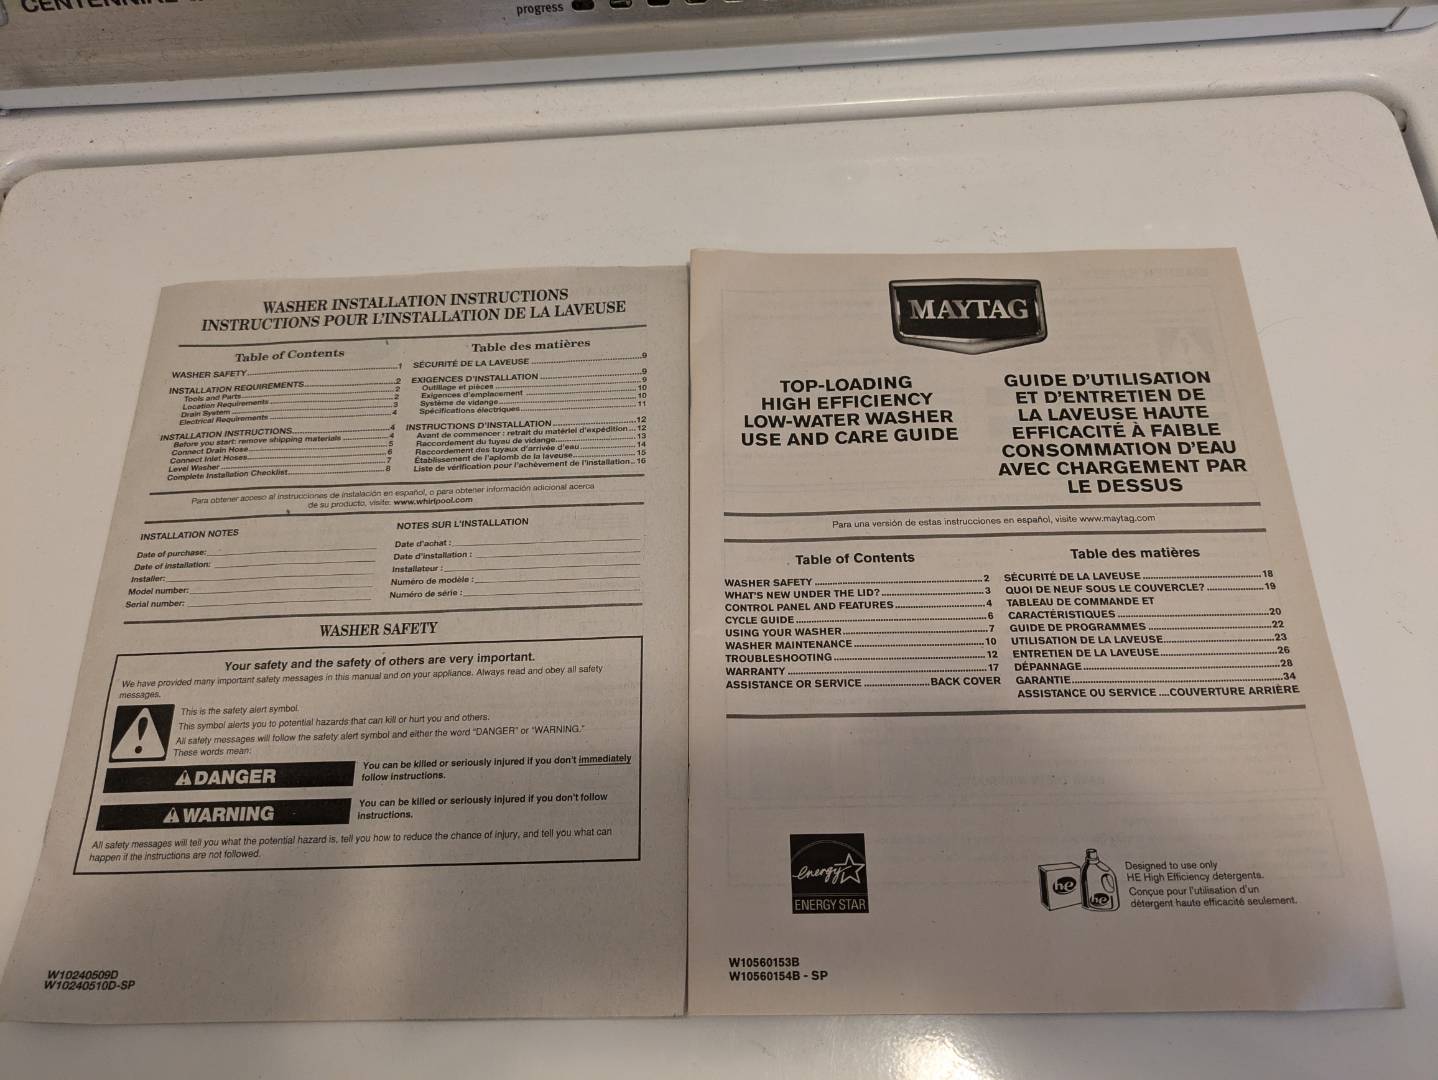 CENTENNIAL
progress
WASHER INSTALLATION INSTRUCTIONS
INSTRUCTIONS POUR L'INSTALLATION DE LA LAVEUSE
Table of Contents
WASHER SAFETY 1
INSTALLATION REQUIREMENTS 2
Tools and Parts 2
Location Requirements 2
Drain System 3
Electrical Requirements 4
INSTALLATION INSTRUCTIONS 4
Before you start: remove shipping materials 4
Connect Drain Hose 5
Connect Inlet Hoses 6
Level Washer 7
Complete Installation Checklist 8
Table des matières
SÉCURITÉ DE LA LAVEUSE 9
EXIGENCES D'INSTALLATION 9
Outillage et pièces 9
Exigences d'emplacement 10
Système de vidange 10
Spécifications électriques 11
INSTRUCTIONS D'INSTALLATION 12
Avant de commencer : retrait du matériel d'expédition 12
Raccordement du tuyau de vidange 13
Raccordement des tuyaux d'arrivée d'eau 14
Établissement de l'aplomb de la laveuse 15
Liste de vérification pour l'achèvement de l'installation 16
Para obtener acceso al instrucciones de instalación en español, o para obtener información adicional acerca
de su producto, visite: www.whirlpool.com
INSTALLATION NOTES
Date of purchase:
Date of installation:
Installer:
Model number:
Serial number:
NOTES SUR L'INSTALLATION
Date d'achat :
Date d'installation :
Installateur :
Numéro de modèle :
Numéro de série :
WASHER SAFETY
Your safety and the safety of others are very important.
We have provided many important safety messages in this manual and on your appliance. Always read and obey all safety
messages.
This is the safety alert symbol.
This symbol alerts you to potential hazards that can kill or hurt you and others.
All safety messages will follow the safety alert symbol and either the word "DANGER" or "WARNING."
These words mean:
DANGER
You can be killed or seriously injured if you don't immediately
follow instructions.
WARNING
You can be killed or seriously injured if you don't follow
instructions.
All safety messages will tell you what the potential hazard is, tell you how to reduce the chance of injury, and tell you what can
happen if the instructions are not followed.
W10240509D
W10240510D-SP
MAYTAG
TOP-LOADING
HIGH EFFICIENCY
LOW-WATER WASHER
USE AND CARE GUIDE
GUIDE D'UTILISATION
ET D'ENTRETIEN DE
LA LAVEUSE HAUTE
EFFICACITÉ À FAIBLE
CONSOMMATION D'EAU
AVEC CHARGEMENT PAR
LE DESSUS
Para una versión de estas instrucciones en español, visite www.maytag.com
Table of Contents
WASHER SAFETY 2
WHAT'S NEW UNDER THE LID? 3
CONTROL PANEL AND FEATURES 4
CYCLE GUIDE 6
USING YOUR WASHER 7
WASHER MAINTENANCE 10
TROUBLESHOOTING 12
WARRANTY 17
ASSISTANCE OR SERVICE BACK COVER
Table des matières
SÉCURITÉ DE LA LAVEUSE 18
QUOI DE NEUF SOUS LE COUVERCLE? 19
TABLEAU DE COMMANDE ET
CARACTÉRISTIQUES 20
GUIDE DE PROGRAMMES 22
UTILISATION DE LA LAVEUSE 23
ENTRETIEN DE LA LAVEUSE 26
DÉPANNAGE 28
GARANTIE 34
ASSISTANCE OU SERVICE COUVERTURE ARRIÈRE
energy
ENERGY STAR
he
he
Designed to use only
HE High Efficiency detergents.
Conçue pour l'utilisation d'un
détergent haute efficacité seulement.
W10560153B
W10560154B - SP